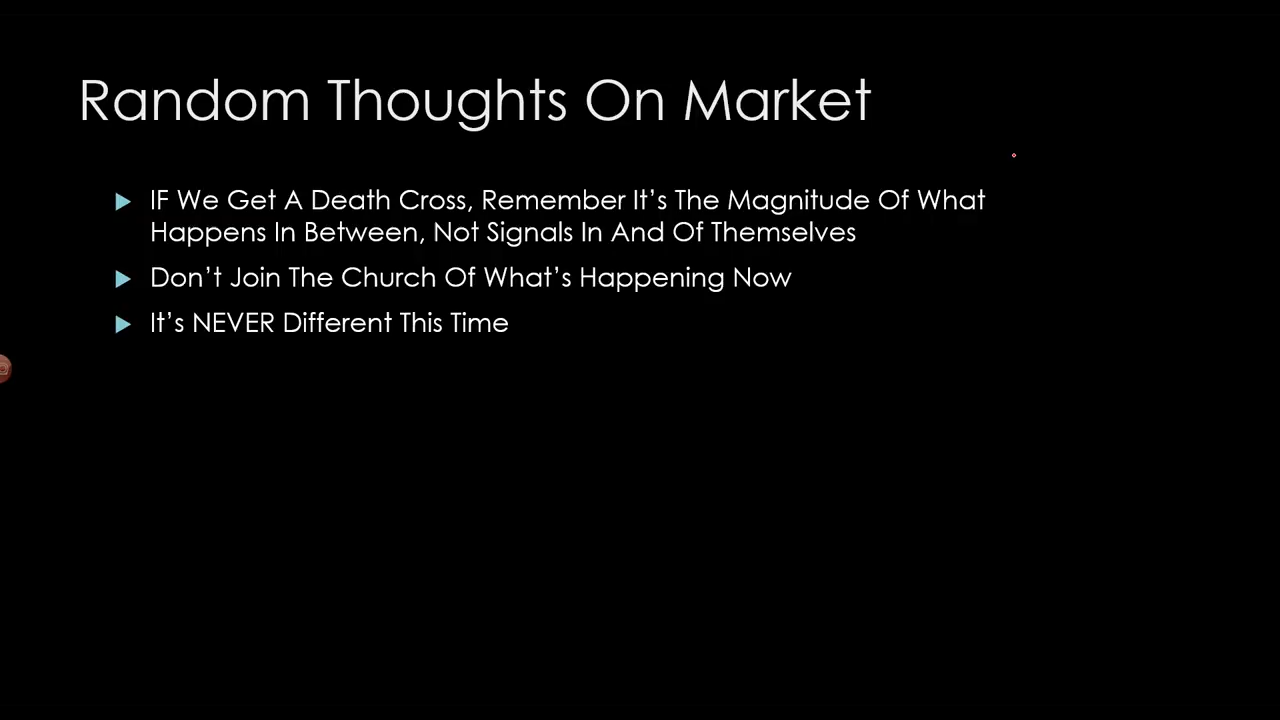 Random Thoughts On Market
IF We Get A Death Cross, Remember It’s The Magnitude Of What
Happens In Between, Not Signals In And Of Themselves
Don’t Join The Church Of What’s Happening Now
It’s NEVER Different This Time